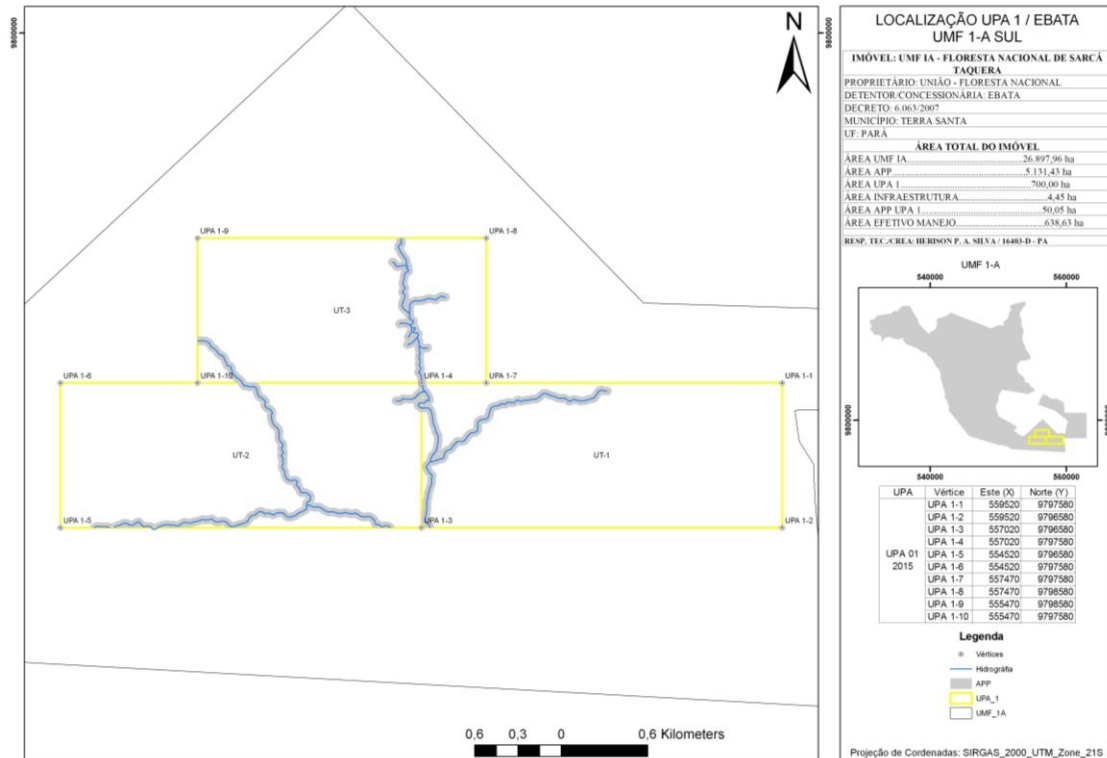 9800000
9800000
N
UPA 1-9
UPA 1-8
UT-3
UPA 1-6
UPA 1-10
UPA 1-4
UPA 1-7
UPA 1-1
UT-2
UT-1
UPA 1-5
UPA 1-3
UPA 1-2
0,6 0,3 0 0,6 Kilometers
LOCALIZAÇÃO UPA 1 / EBATA
UMF 1-A SUL
IMÓVEL: UMF IA - FLORESTA NACIONAL DE SARCÁ
TAQUERA
PROPRIETÁRIO: UNIÃO - FLORESTA NACIONAL
DETENTOR/CONCESSIONÁRIA: EBATA
DECRETO: 6.063/2007
MUNICÍPIO: TERRA SANTA
UF: PARÁ
ÁREA TOTAL DO IMÓVEL
ÁREA UMF IA 26.897,96 ha
ÁREA APP 5.131,43 ha
ÁREA UPA 1 700,00 ha
ÁREA INFRAESTRUTURA 4,45 ha
ÁREA APP UPA 1 50,05 ha
ÁREA EFETIVO MANEJO 638,63 ha
RESP. TEC./CREA: HERISON P. A. SILVA / 16403-D - PA
UMF 1-A
540000 560000
9800000
540000 560000
UPA Vértice Este (X) Norte (Y)
UPA 1-1 559520 9797580
UPA 1-2 559520 9796580
UPA 1-3 557020 9796580
UPA 1-4 557020 9797580
UPA 01 UPA 1-5 554520 9796580
2015 UPA 1-6 554520 9797580
UPA 1-7 557470 9797580
UPA 1-8 557470 9798580
UPA 1-9 555470 9798580
UPA 1-10 555470 9797580
Legenda
Vértices
Hidrográfia
APP
UPA_1
UMF_1A
Projeção de Cordenadas: SIRGAS_2000_UTM_Zone_21S